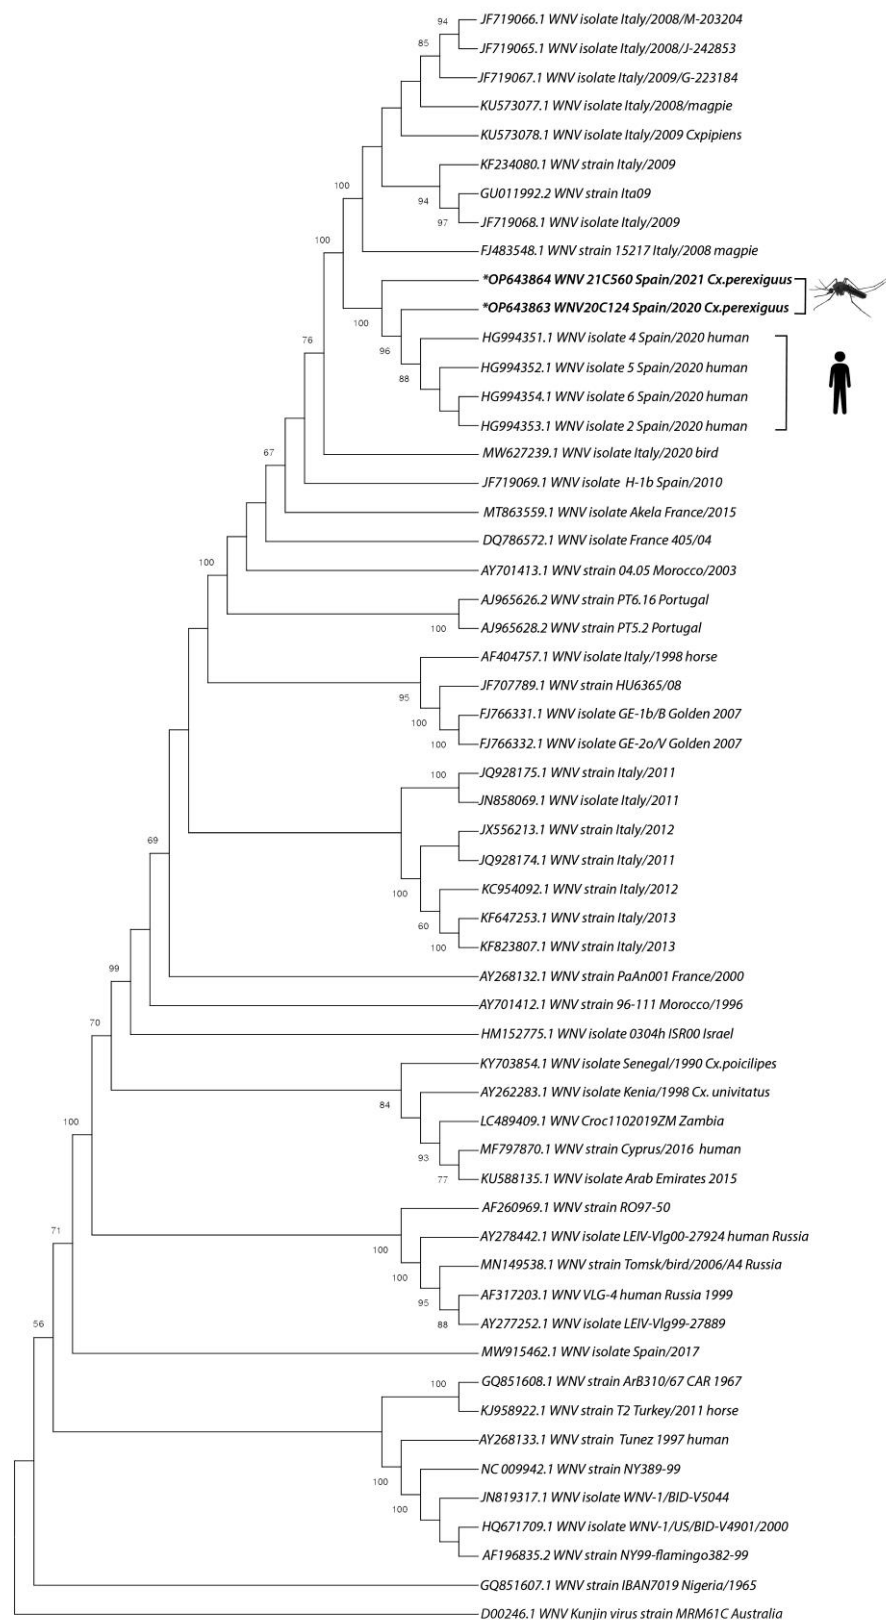 94
JF719066.1 WNV isolate Italy/2008/M-203204
85
JF719065.1 WNV isolate Italy/2008/J-242853
JF719067.1 WNV isolate Italy/2009/G-223184
KU573077.1 WNV isolate Italy/2008/magpie
KU573078.1 WNV isolate Italy/2009 Cxpipiens
KF234080.1 WNV strain Italy/2009
100
94
GU011992.2 WNV strain Ita09
97
JF719068.1 WNV isolate Italy/2009
100
FJ483548.1 WNV strain 15217 Italy/2008 magpie
*OP643864 WNV 21C560 Spain/2021 Cx.perexiguus
*OP643863 WNV20C124 Spain/2020 Cx.perexiguus
100
96
HG994351.1 WNV isolate 4 Spain/2020 human
76
88
HG994352.1 WNV isolate 5 Spain/2020 human
HG994354.1 WNV isolate 6 Spain/2020 human
HG994353.1 WNV isolate 2 Spain/2020 human
67
MW627239.1 WNV isolate Italy/2020 bird
JF719069.1 WNV isolate H-1b Spain/2010
MT863559.1 WNV isolate Akela France/2015
DQ786572.1 WNV isolate France 405/04
100
AY701413.1 WNV strain 04.05 Morocco/2003
AJ965626.2 WNV strain PT6.16 Portugal
100
AJ965628.2 WNV strain PT5.2 Portugal
AF404757.1 WNV isolate Italy/1998 horse
95
JF707789.1 WNV strain HU6365/08
100
FJ766331.1 WNV isolate GE-1b/B Golden 2007
100
FJ766332.1 WNV isolate GE-2o/V Golden 2007
100
JQ928175.1 WNV strain Italy/2011
JN858069.1 WNV isolate Italy/2011
69
JX556213.1 WNV strain Italy/2012
JQ928174.1 WNV strain Italy/2011
100
KC954092.1 WNV strain Italy/2012
60
KF647253.1 WNV strain Italy/2013
100
KF823807.1 WNV strain Italy/2013
99
AY268132.1 WNV strain PaAn001 France/2000
AY701412.1 WNV strain 96-111 Morocco/1996
70
HM152775.1 WNV isolate 0304h ISR00 Israel
KY703854.1 WNV isolate Senegal/1990 Cx.poicilipes
84
AY262283.1 WNV isolate Kenia/1998 Cx. univitatus
100
LC489409.1 WNV Croc1102019ZM Zambia
93
MF797870.1 WNV strain Cyprus/2016 human
77
KU588135.1 WNV isolate Arab Emirates 2015
AF260969.1 WNV strain RO97-50
71
100
AY278442.1 WNV isolate LEIV-Vlg00-27924 human Russia
100
MN149538.1 WNV strain Tomsk/bird/2006/A4 Russia
95
AF317203.1 WNV VLG-4 human Russia 1999
56
88
AY277252.1 WNV isolate LEIV-Vlg99-27889
MW915462.1 WNV isolate Spain/2017
100
GQ851608.1 WNV strain ArB310/67 CAR 1967
KJ958922.1 WNV strain T2 Turkey/2011 horse
AY268133.1 WNV strain Tunez 1997 human
100
NC 009942.1 WNV strain NY389-99
100
JN819317.1 WNV isolate WNV-1/BID-V5044
HQ671709.1 WNV isolate WNV-1/US/BID-V4901/2000
AF196835.2 WNV strain NY99-flamingo382-99
GQ851607.1 WNV strain IBAN7019 Nigeria/1965
D00246.1 WNV Kunjin virus strain MRM61C Australia